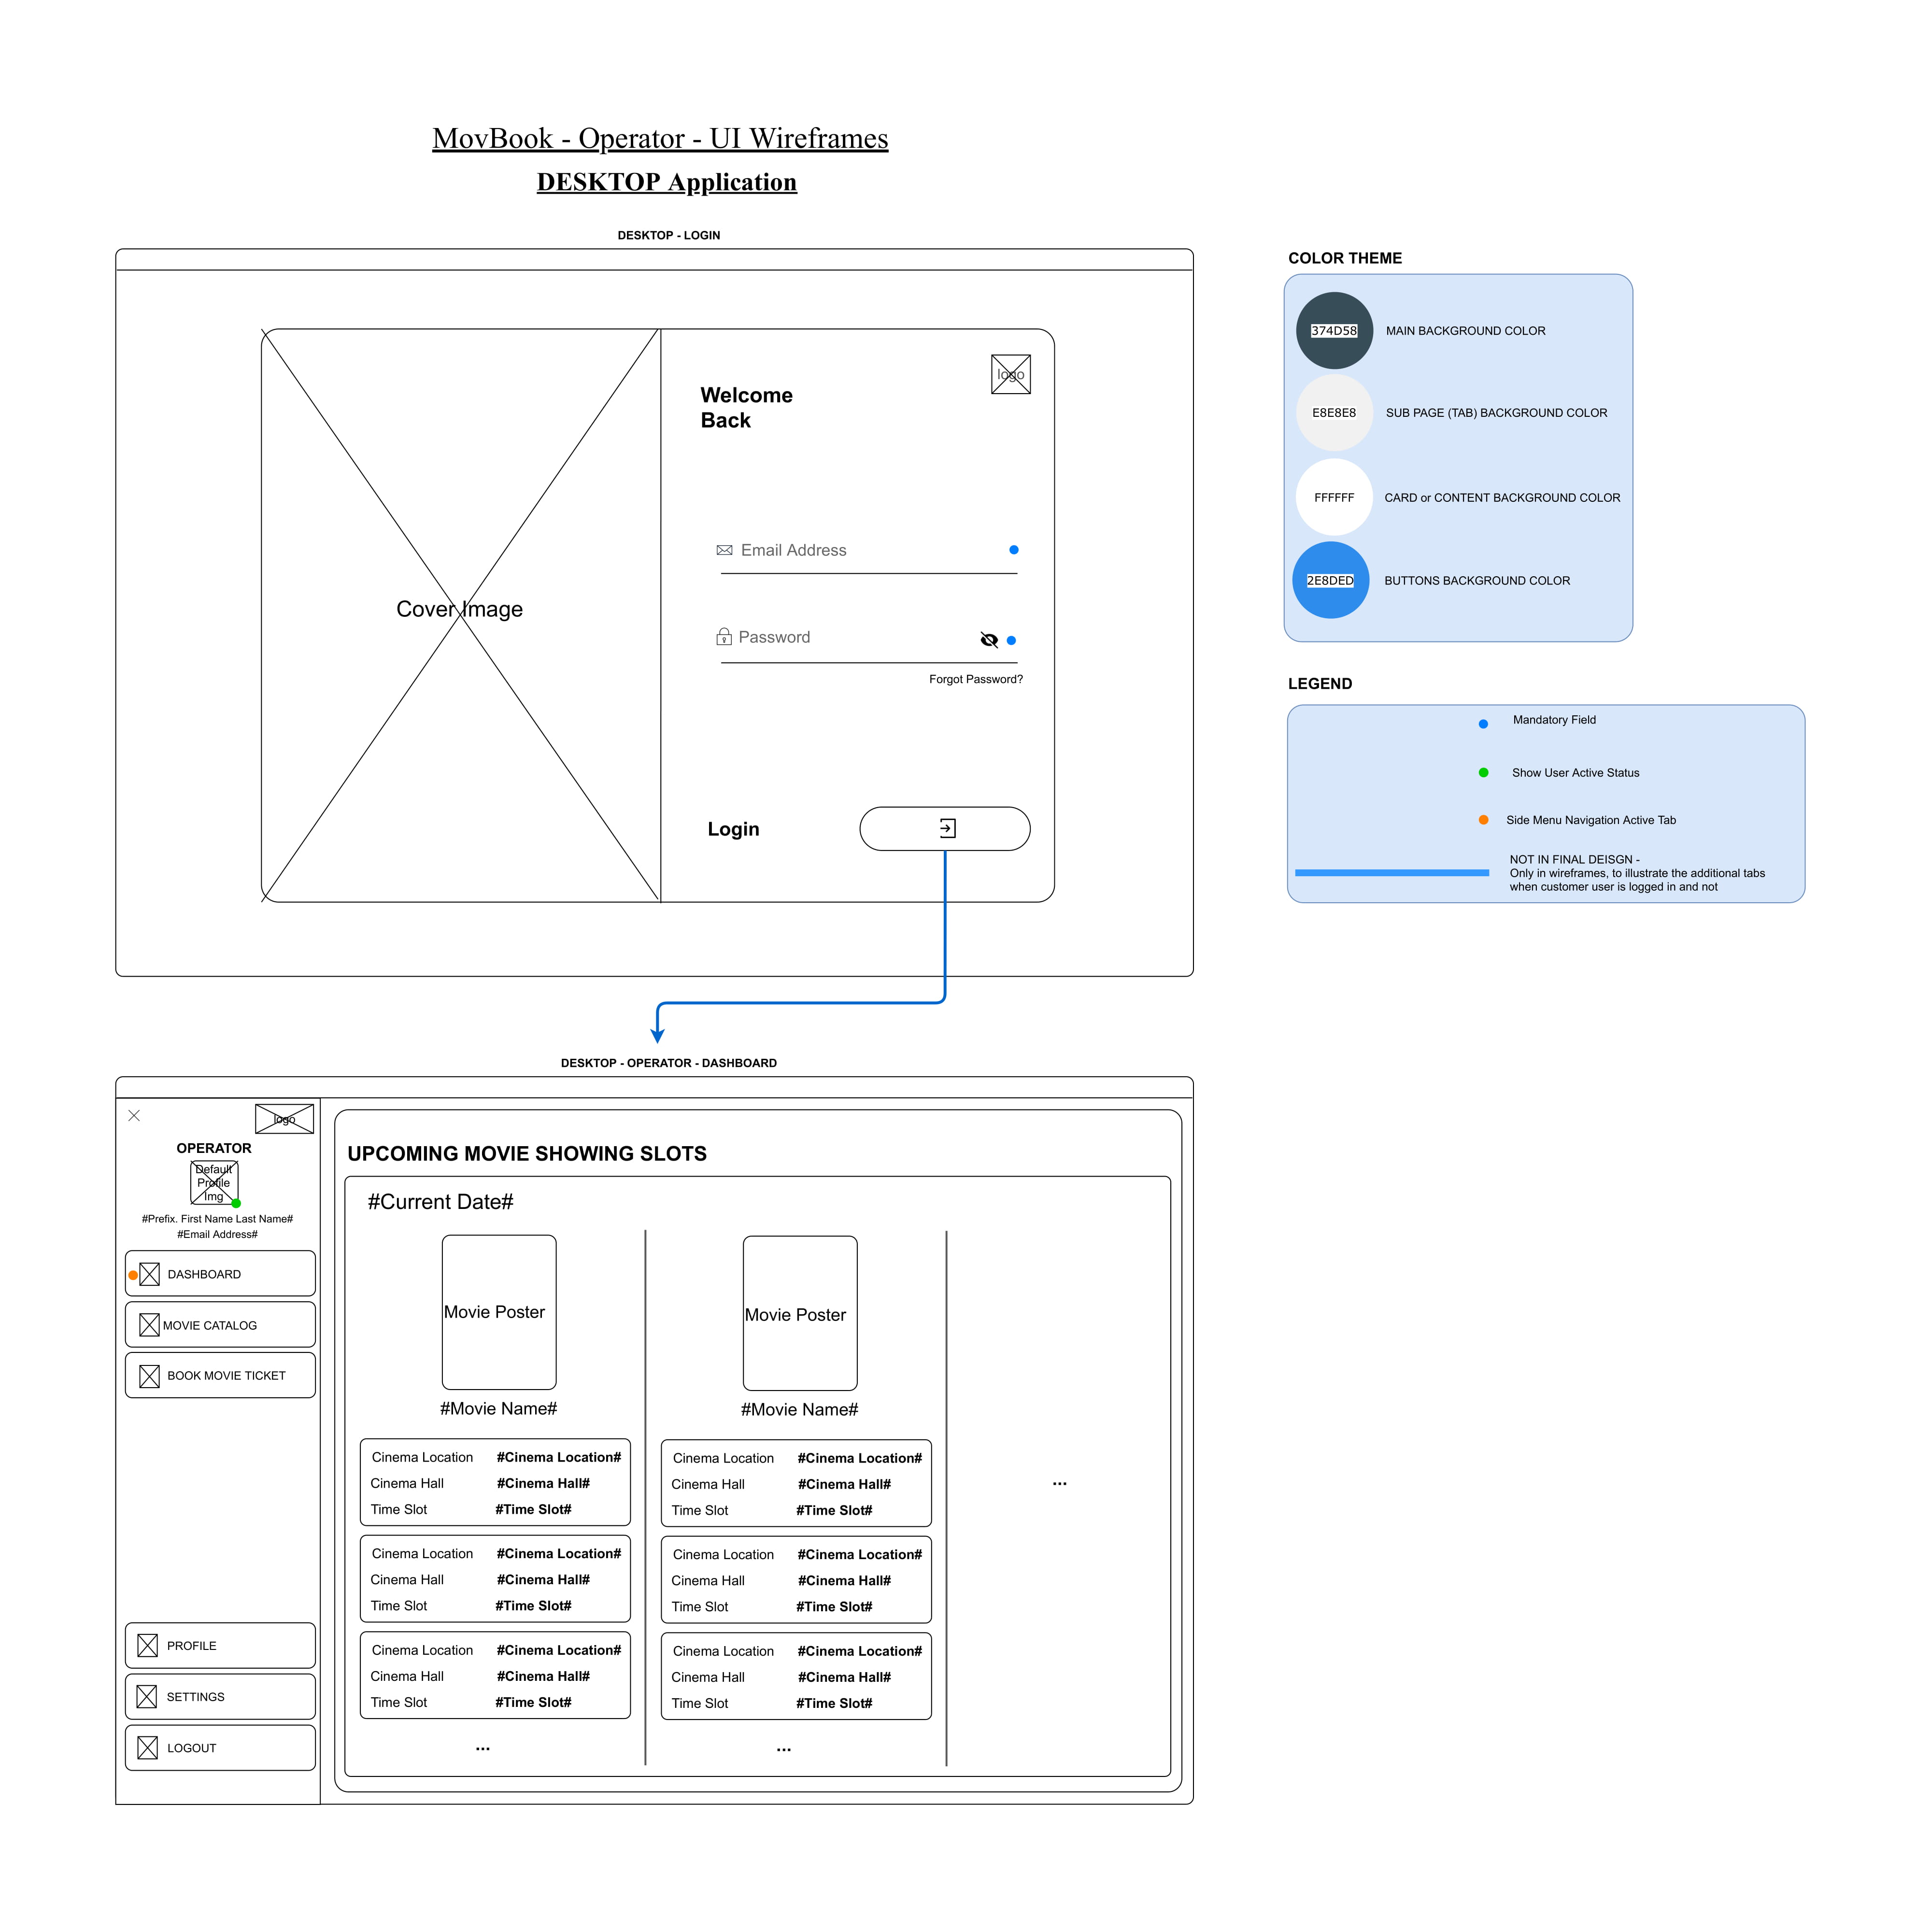 MovBook - Operator - UI Wireframes
DESKTOP Application
DESKTOP - LOGIN
Cover Image
logo
Welcome
Back
Email Address
Password
Forgot Password?
Login
COLOR THEME
374D58
MAIN BACKGROUND COLOR
E8E8E8
SUB PAGE (TAB) BACKGROUND COLOR
FFFFFF
CARD or CONTENT BACKGROUND COLOR
2E8DED
BUTTONS BACKGROUND COLOR
LEGEND
Mandatory Field
Show User Active Status
Side Menu Navigation Active Tab
NOT IN FINAL DEISGN -
Only in wireframes, to illustrate the additional tabs
when customer user is logged in and not
DESKTOP - OPERATOR - DASHBOARD
logo
OPERATOR
Default
Profile
Img
#Prefix. First Name Last Name#
#Email Address#
DASHBOARD
MOVIE CATALOG
BOOK MOVIE TICKET
PROFILE
SETTINGS
LOGOUT
UPCOMING MOVIE SHOWING SLOTS
#Current Date#
Movie Poster
#Movie Name#
Cinema Location #Cinema Location#
Cinema Hall #Cinema Hall#
Time Slot #Time Slot#
Cinema Location #Cinema Location#
Cinema Hall #Cinema Hall#
Time Slot #Time Slot#
Cinema Location #Cinema Location#
Cinema Hall #Cinema Hall#
Time Slot #Time Slot#
...
Movie Poster
#Movie Name#
Cinema Location #Cinema Location#
Cinema Hall #Cinema Hall#
Time Slot #Time Slot#
Cinema Location #Cinema Location#
Cinema Hall #Cinema Hall#
Time Slot #Time Slot#
Cinema Location #Cinema Location#
Cinema Hall #Cinema Hall#
Time Slot #Time Slot#
...
...